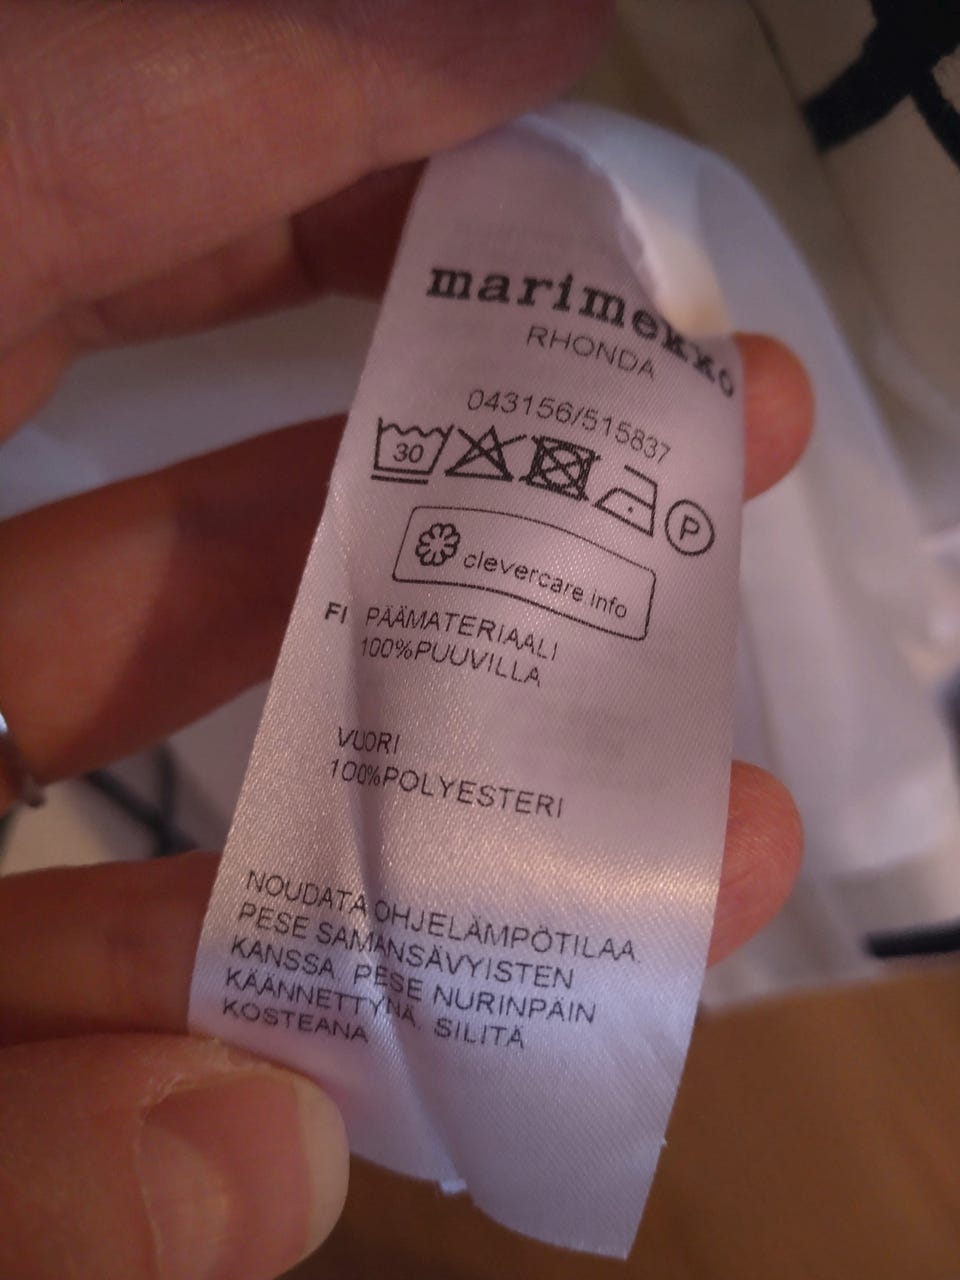 marimekko
RHONDA
043156/515837
30
P
clevercare.info
FI PÄÄMATERIAALI
100%PUUVILLA
VUORI
100%POLYESTERI
NOUDATA OHJELÄMPÖTILAA.
PESE SAMANSÄVYISTEN
KANSSA. PESE NURINPÄIN
KÄÄNNETTYNÄ. SILITÄ
KOSTEANA